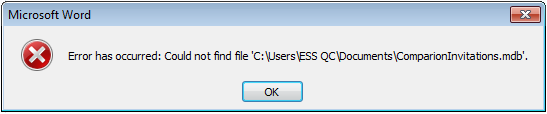 Microsoft Word
Error has occurred: Could not find file 'C:\Users\ESS QC\Documents\ComparionInvitations.mdb'.
OK